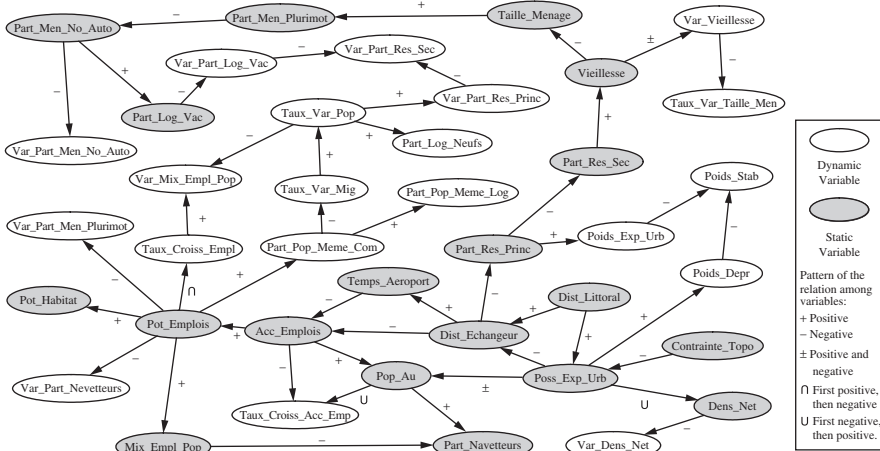 Part_Men_No_Auto
Part_Men_Plurimot
Taille_Menage
Var_Vieillesse
Var_Part_Log_Vac
Var_Part_Res_Sec
Vieillesse
Part_Log_Vac
Var_Part_Res_Princ
Taux_Var_Taille_Men
Taux_Var_Pop
Var_Part_Men_No_Auto
Part_Log_Neufs
Part_Res_Sec
Var_Mix_Empl_Pop
Taux_Var_Mig
Part_Pop_Meme_Log
Poids_Stab
Var_Part_Men_Plurimot
Taux_Croiss_Empl
Part_Pop_Meme_Com
Part_Res_Princ
Poids_Exp_Urb
Poids_Depr
Pot_Habitat
Temps_Aeroport
Dist_Littoral
Pot_Emplois
Acc_Emplois
Dist_Echangeur
Contrainte_Topo
Var_Part_Nevetteurs
Pop_Au
Poss_Exp_Urb
Taux_Croiss_Acc_Emp
Dens_Net
Mix_Empl_Pop
Part_Navetteurs
Var_Dens_Net
Dynamic
Variable
Static
Variable
Pattern of the
relation among
variables:
+ Positive
− Negative
± Positive and
negative
∩ First positive,
then negative
∪ First negative,
then positive.